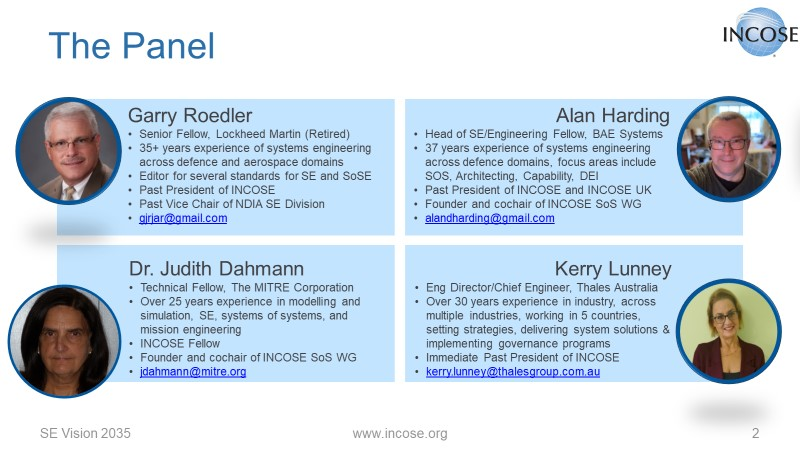 The Panel
INCOSE
Garry Roedler
• Senior Fellow, Lockheed Martin (Retired)
• 35+ years experience of systems engineering
across defence and aerospace domains
• Editor for several standards for SE and SoSE
• Past President of INCOSE
• Past Vice Chair of NDIA SE Division
• girjar@gmail.com
Alan Harding
• Head of SE/Engineering Fellow, BAE Systems
• 37 years experience of systems engineering
across defence domains, focus areas include
SOS, Architecting, Capability, DEI
• Past President of INCOSE and INCOSE UK
• Founder and cochair of INCOSE SoS WG
• alandharding@gmail.com
Dr. Judith Dahmann
• Technical Fellow, The MITRE Corporation
• Over 25 years experience in modelling and
simulation, SE, systems of systems, and
mission engineering
• INCOSE Fellow
• Founder and cochair of INCOSE SoS WG
• jdahmann@mitre.org
Kerry Lunney
• Eng Director/Chief Engineer, Thales Australia
• Over 30 years experience in industry, across
multiple industries, working in 5 countries,
setting strategies, delivering system solutions &
implementing governance programs
• Immediate Past President of INCOSE
• kerry.lunney@thalesgroup.com.au
SE Vision 2035
www.incose.org
2